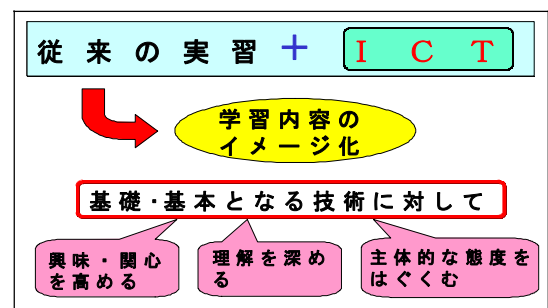 従来の実習+ ICT
学習内容の
イメージ化
基礎・基本となる技術に対して
興味・関心
を高める
理解を深め
る
主体的な態度を
はぐくむ